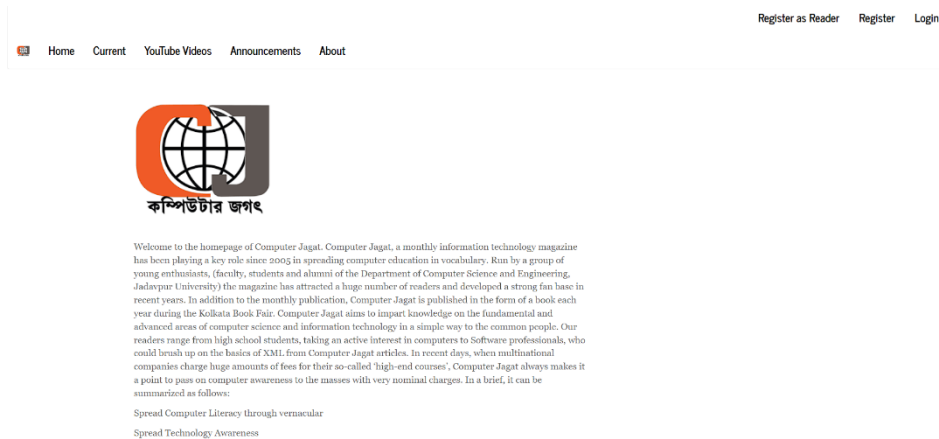 Register as Reader Register Login
CJ Home Current YouTube Videos Announcements About
CJ
কম্পিউটার জগৎ
Welcome to the homepage of Computer Jagat. Computer Jagat, a monthly information technology magazine
has been playing a key role since 2005 in spreading computer education in vocabulary. Run by a group of
young enthusiasts, (faculty, students and alumni of the Department of Computer Science and Engineering,
Jadavpur University) the magazine has attracted a huge number of readers and developed a strong fan base in
recent years. In addition to the monthly publication, Computer Jagat is published in the form of a book each
year during the Kolkata Book Fair. Computer Jagat aims to impart knowledge on the fundamental and
advanced areas of computer science and information technology in a simple way to the common people. Our
readers range from high school students, taking an active interest in computers to Software professionals, who
could brush up on the basics of XML from Computer Jagat articles. In recent days, when multinational
companies charge huge amounts of fees for their so-called 'high-end courses', Computer Jagat always makes it
a point to pass on computer awareness to the masses with very nominal charges. In a brief, it can be
summarized as follows:
Spread Computer Literacy through vernacular
Spread Technology Awareness